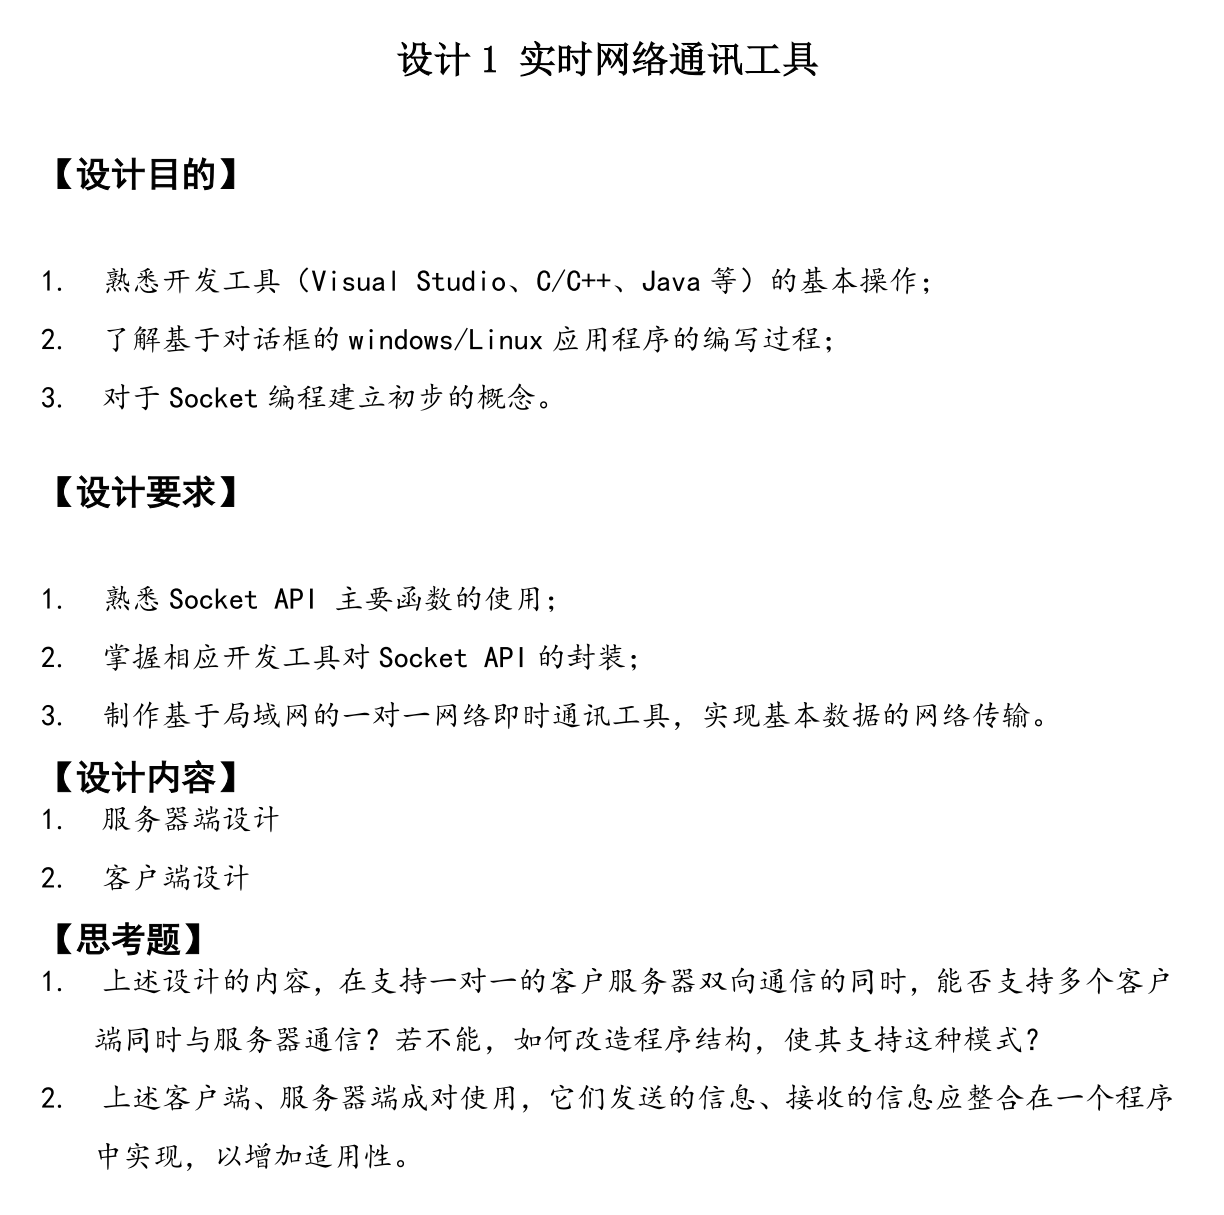 设计 1 实时网络通讯工具
【设计目的】
1. 熟悉开发工具（Visual Studio、C/C++、Java 等）的基本操作；
2. 了解基于对话框的 windows/Linux 应用程序的编写过程；
3. 对于 Socket 编程建立初步的概念。
【设计要求】
1. 熟悉 Socket API 主要函数的使用；
2. 掌握相应开发工具对 Socket API 的封装；
3. 制作基于局域网的一对一网络即时通讯工具，实现基本数据的网络传输。
【设计内容】
1. 服务器端设计
2. 客户端设计
【思考题】
1. 上述设计的内容，在支持一对一的客户服务器双向通信的同时，能否支持多个客户
端同时与服务器通信？若不能，如何改造程序结构，使其支持这种模式？
2. 上述客户端、服务器端成对使用，它们发送的信息、接收的信息应整合在一个程序
中实现，以增加适用性。